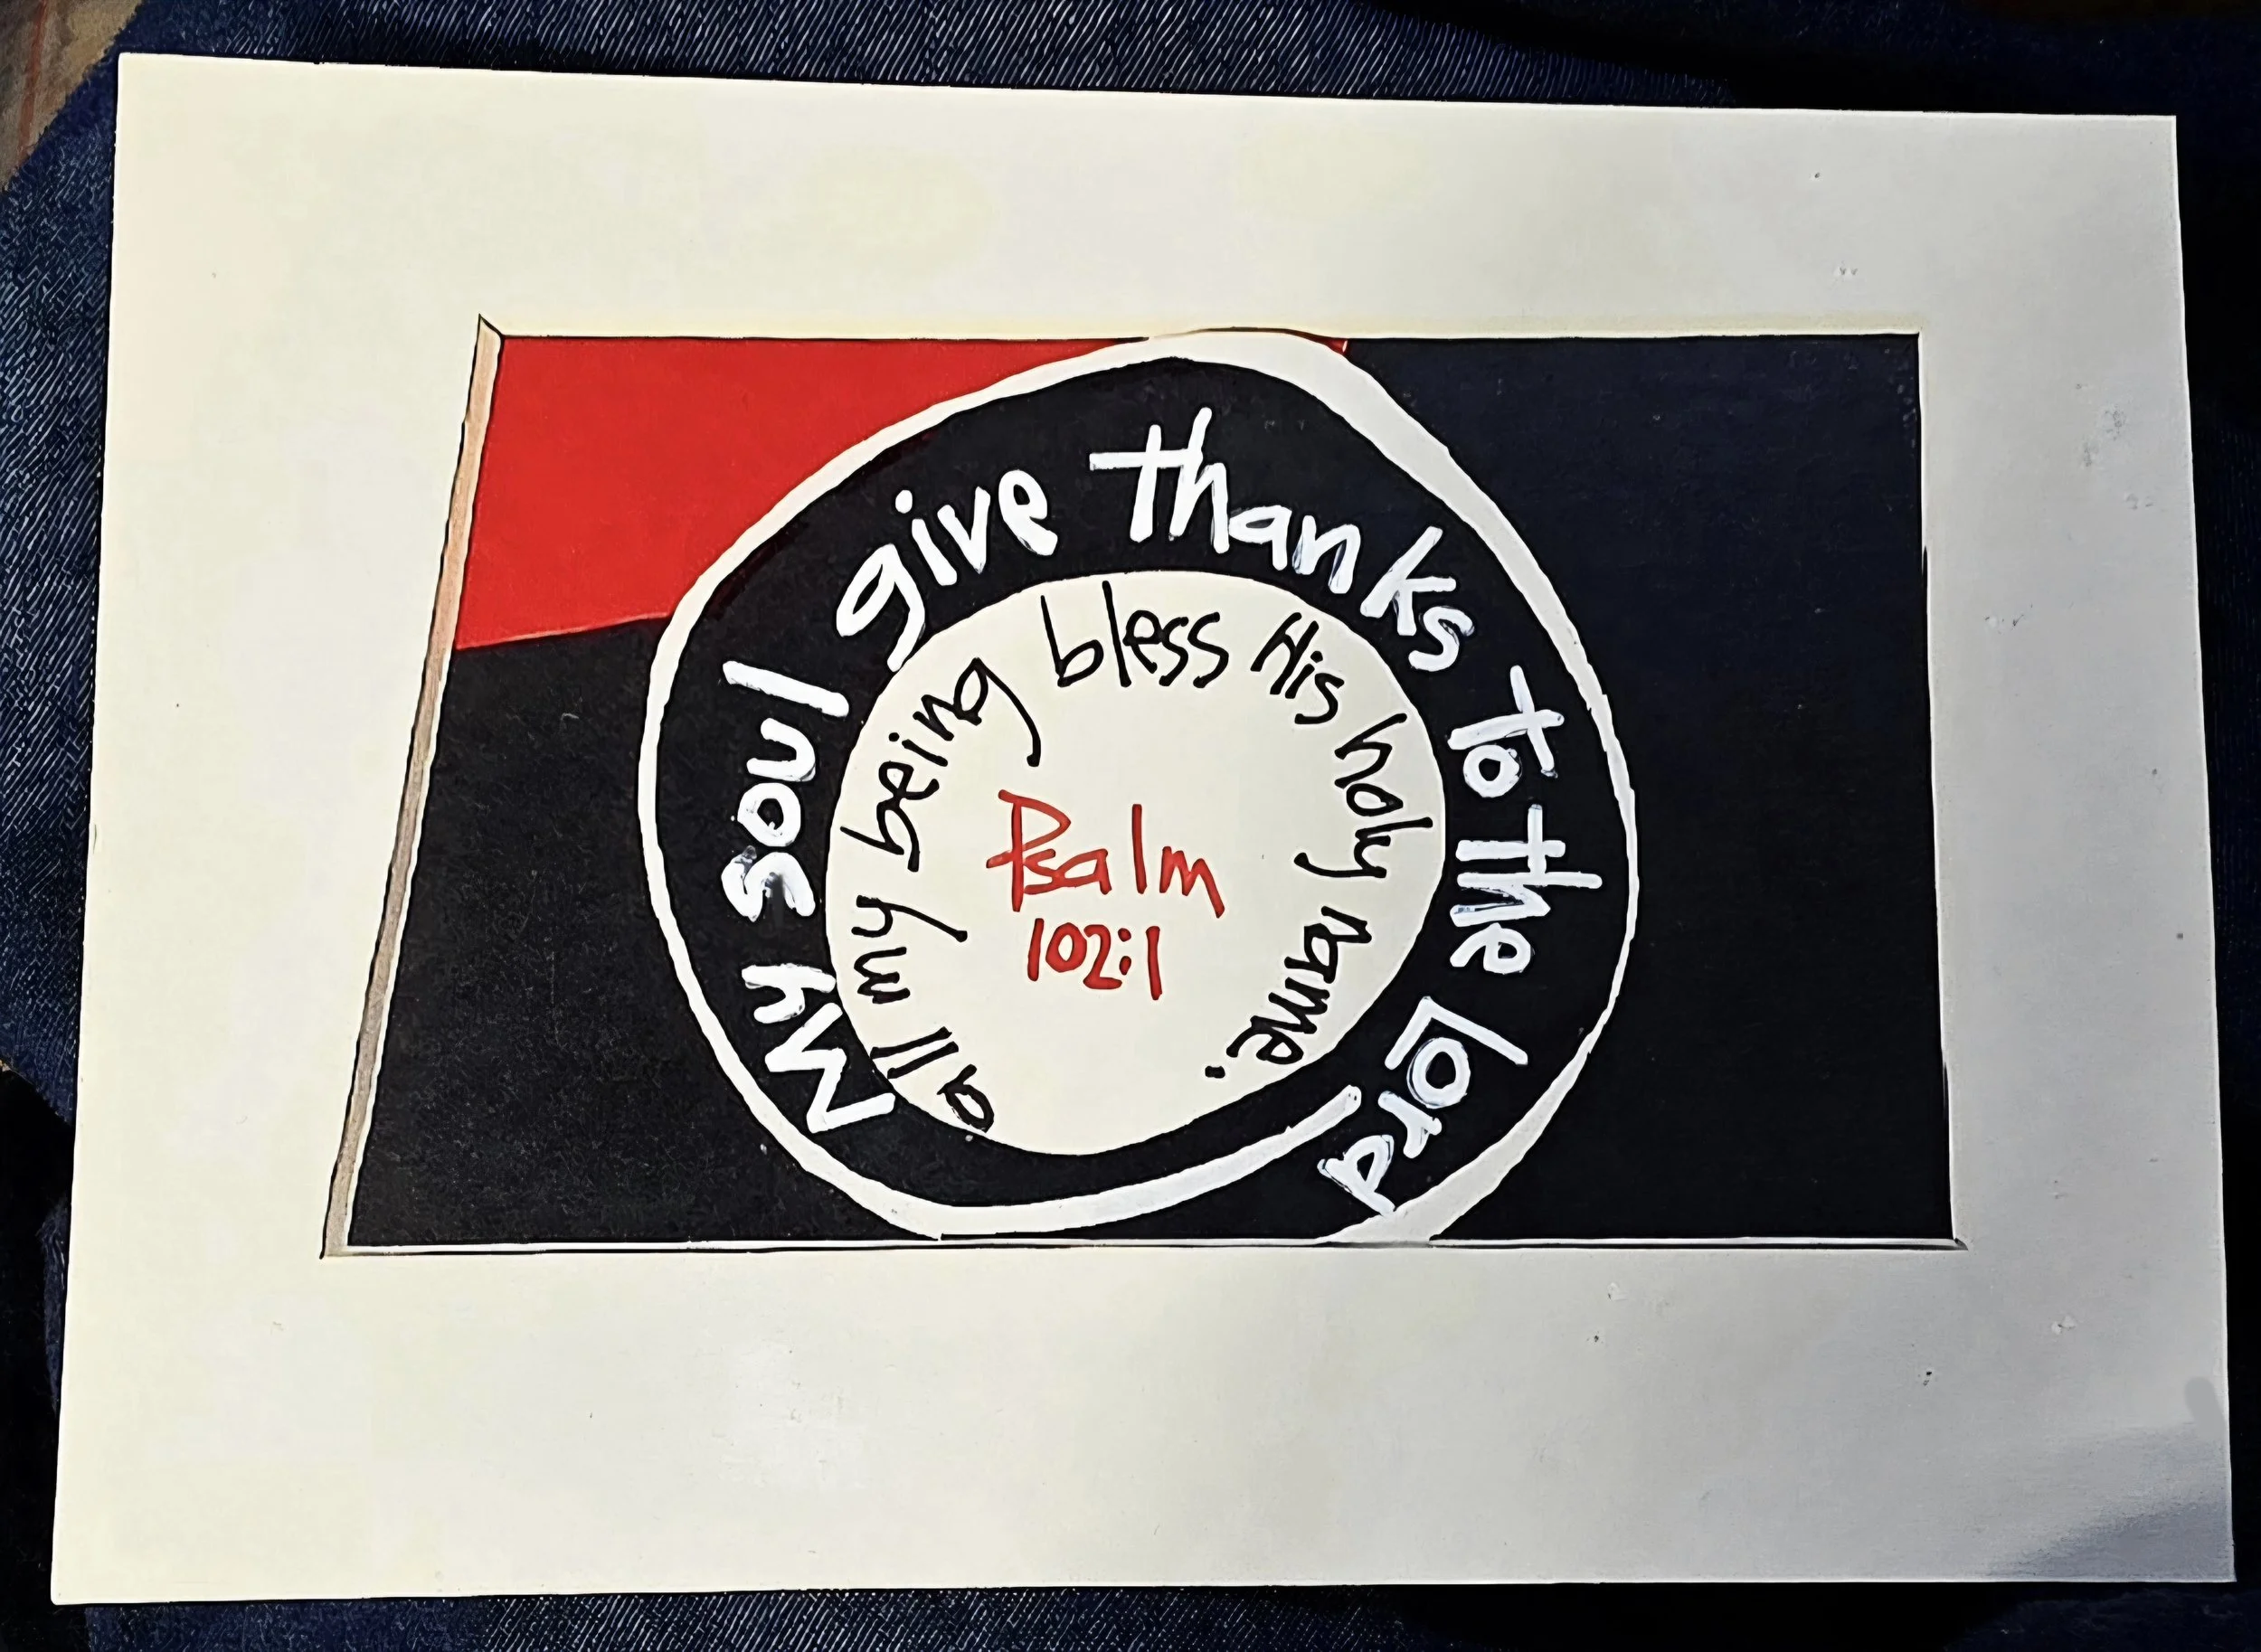 My soul give thanks to the Lord
all my being bless His holy name.
Psalm
102:1